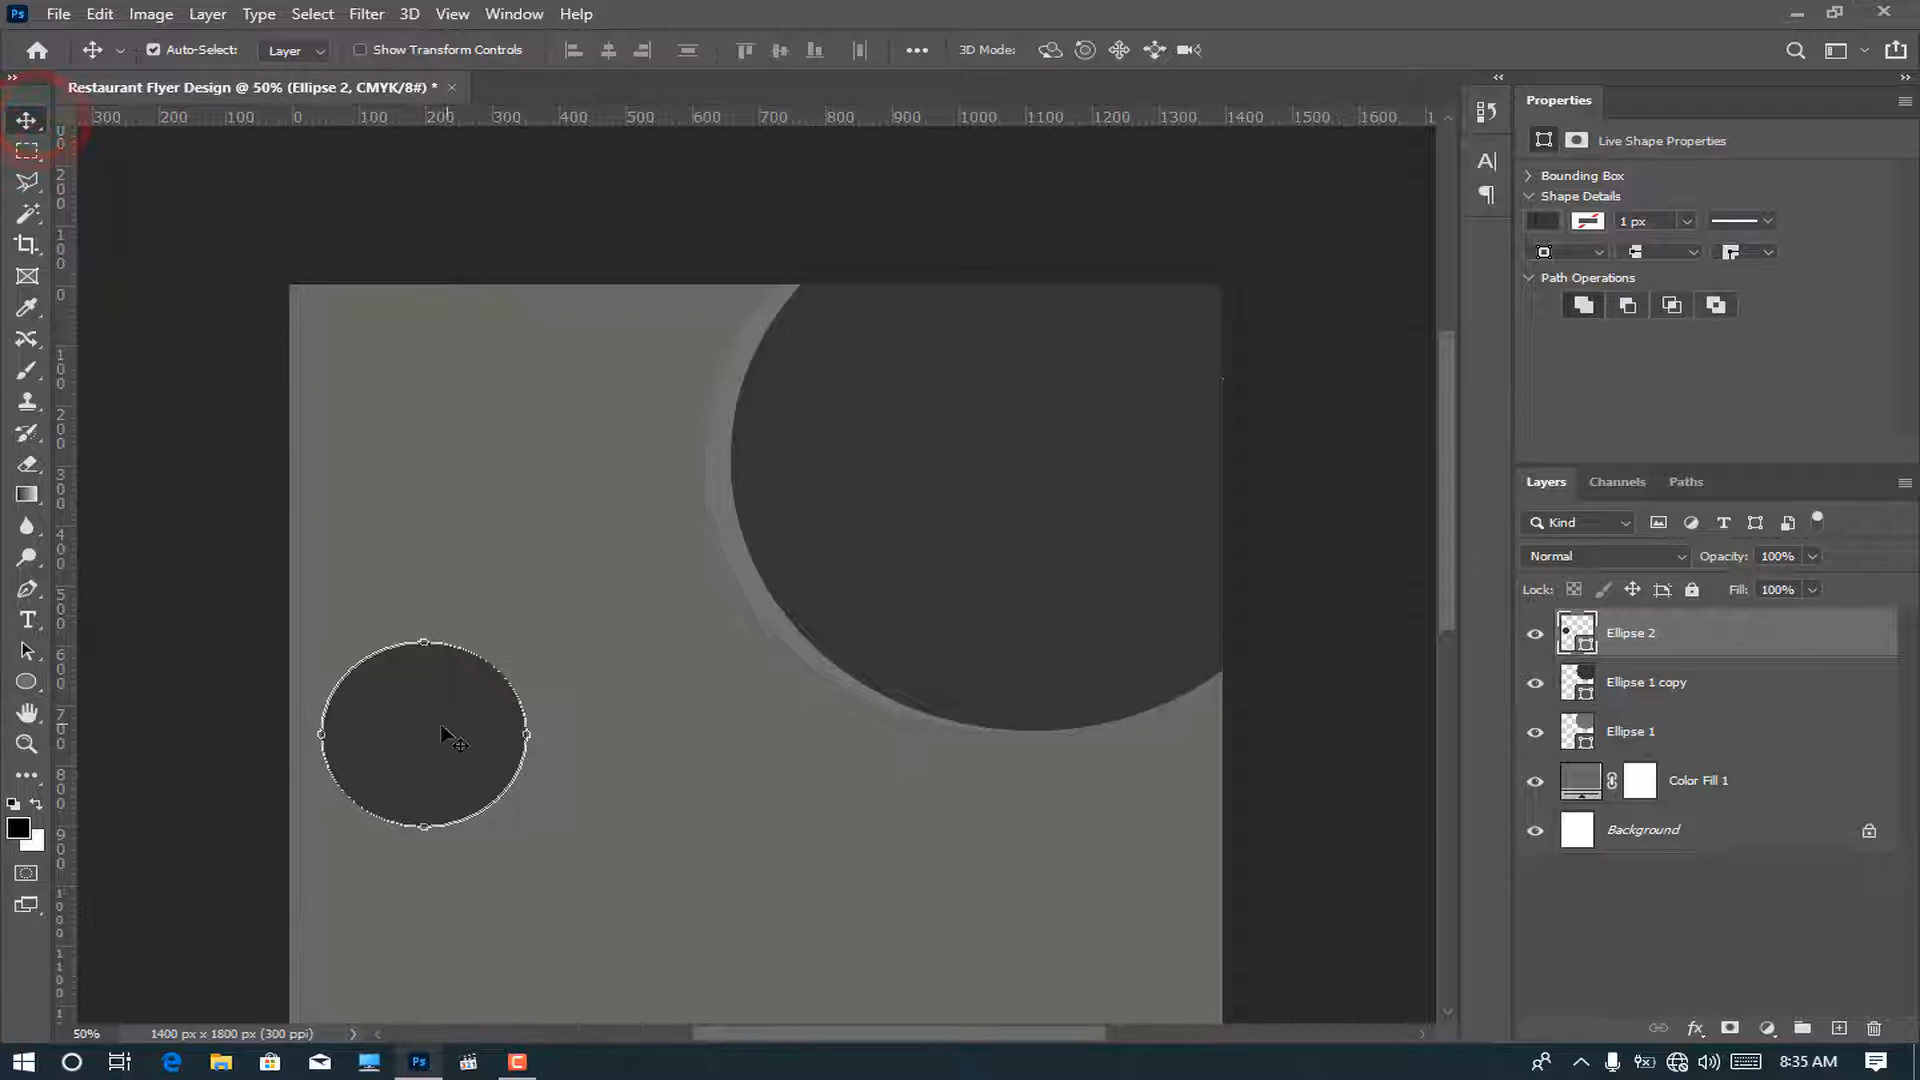 Ps File Edit Image Layer Type Select Filter 3D View Window Help
Auto-Select: Layer Show Transform Controls 3D Mode:
Restaurant Flyer Design @ 50% (Ellipse 2, CMYK/8#) *
300 200 100 0 100 200 300 400 500 600 700 800 900 1000 1100 1200 1300 1400 1500 1600 1
Properties
Live Shape Properties
Bounding Box
Shape Details
1 px
Path Operations
Layers Channels Paths
Kind
Normal Opacity: 100%
Lock: Fill: 100%
Ellipse 2
Ellipse 1 copy
Ellipse 1
Color Fill 1
Background
50% 1400 px x 1800 px (300 ppi)
8:35 AM